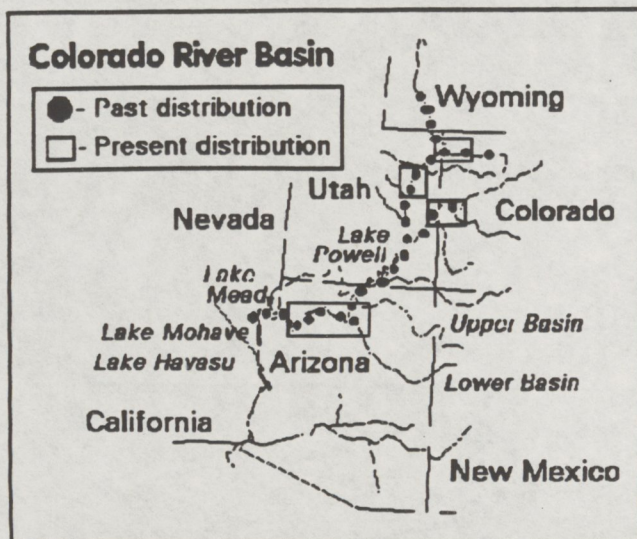 Colorado River Basin
- Past distribution
- Present distribution
Wyoming
Utah
Colorado
Nevada
Lake
Powell
Lake
Mead
Lake Mohave
Upper Basin
Lake Havasu
Arizona
Lower Basin
California
New Mexico